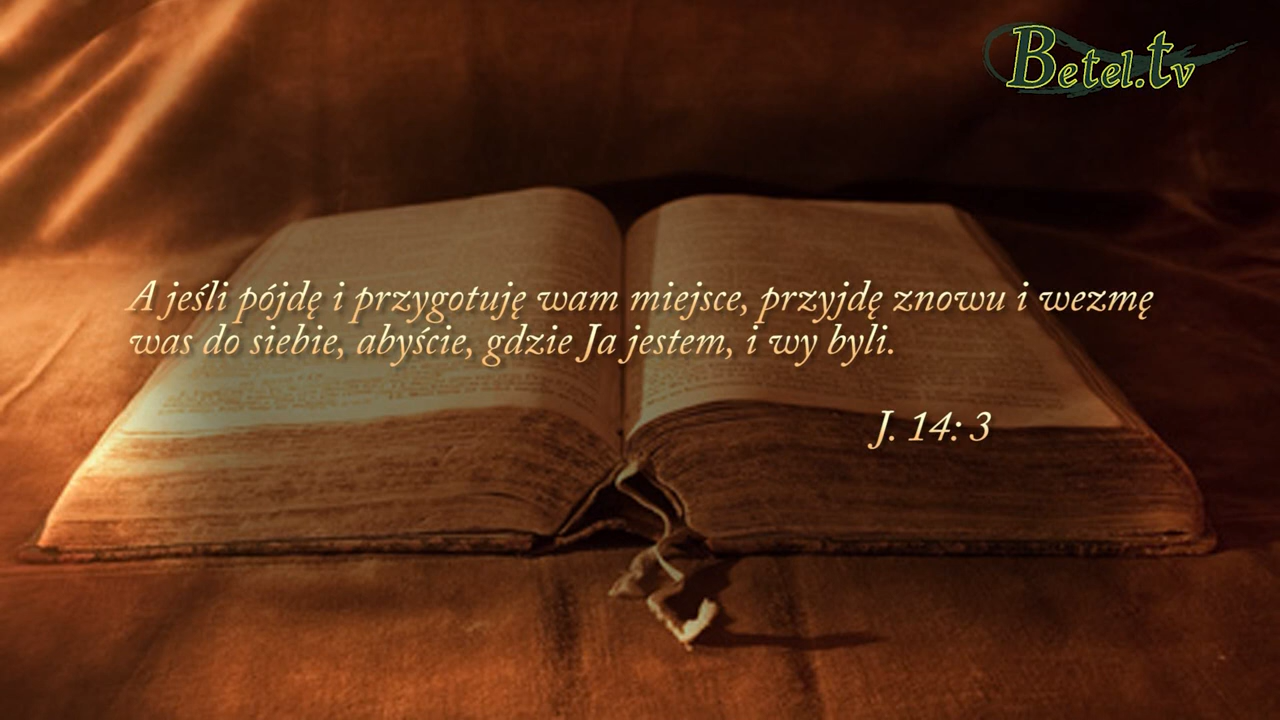 Betel.tv
A jeśli pójdę i przygotuję wam miejsce, przyjdę znowu i wezmę
was do siebie, abyście, gdzie Ja jestem, i wy byli.
J. 14: 3